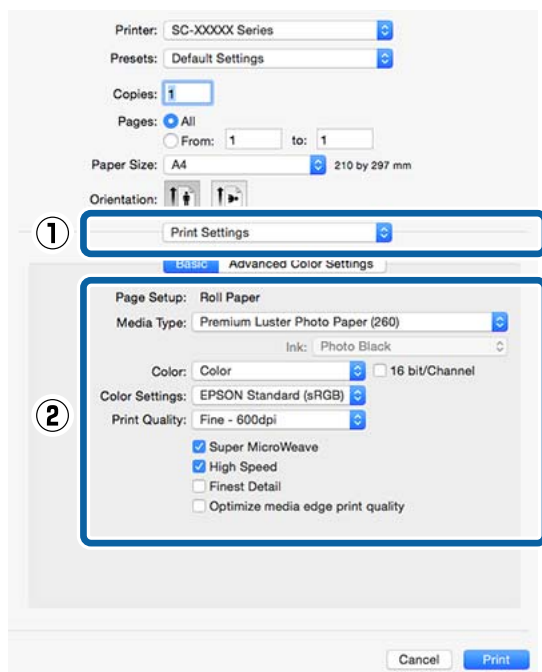 Printer: SC-XXXXX Series
Presets: Default Settings
Copies: 1
Pages: All
From: 1 to: 1
Paper Size: A4 210 by 297 mm
Orientation:
1 Print Settings
Basic Advanced Color Settings
Page Setup: Roll Paper
Media Type: Premium Luster Photo Paper (260)
Ink: Photo Black
Color: Color 16 bit/Channel
Color Settings: EPSON Standard (sRGB)
2 Print Quality: Fine - 600dpi
Super MicroWeave
High Speed
Finest Detail
Optimize media edge print quality
Cancel Print